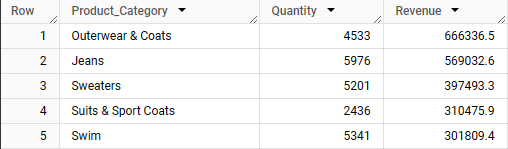 Row Product_Category Quantity Revenue
1 Outerwear & Coats 4533 666336.5
2 Jeans 5976 569032.6
3 Sweaters 5201 397493.3
4 Suits & Sport Coats 2436 310475.9
5 Swim 5341 301809.4